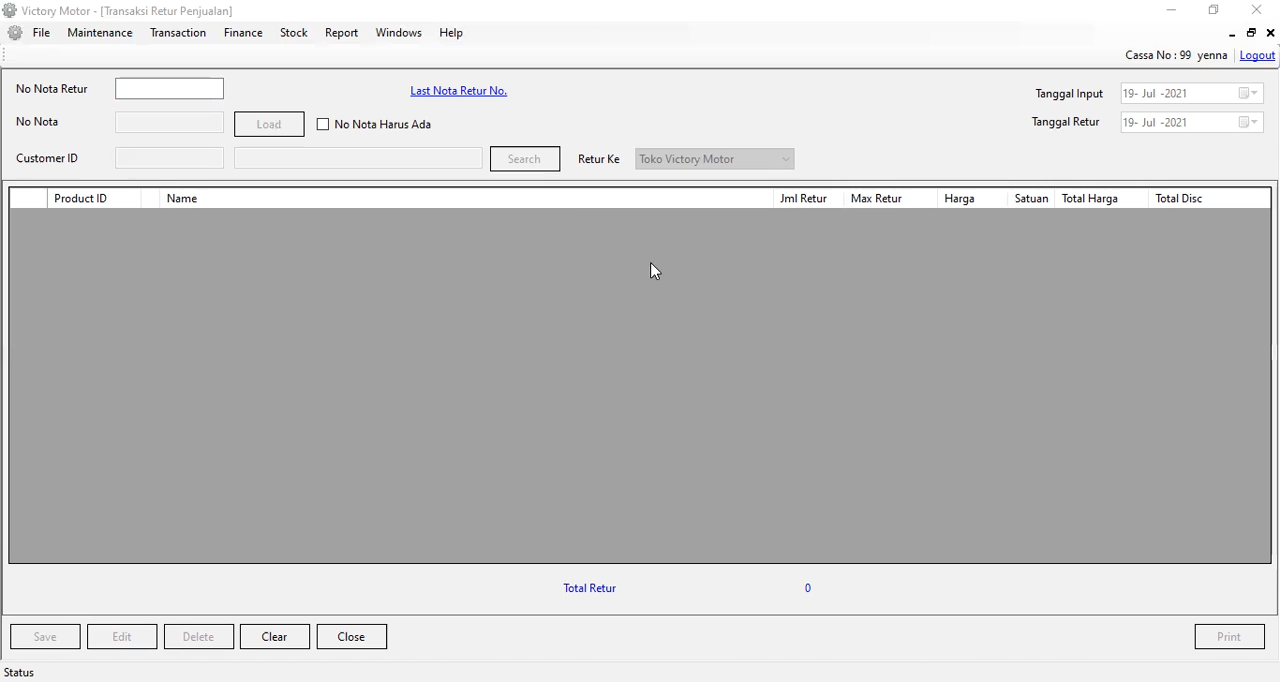 Victory Motor - [Transaksi Retur Penjualan]
File Maintenance Transaction Finance Stock Report Windows Help
Cassa No : 99 yenna Logout
No Nota Retur Last Nota Retur No. Tanggal Input 19- Jul -2021
No Nota Load No Nota Harus Ada Tanggal Retur 19- Jul -2021
Customer ID Search Retur Ke Toko Victory Motor
Product ID Name Jml Retur Max Retur Harga Satuan Total Harga Total Disc
Total Retur 0
Save Edit Delete Clear Close Print
Status